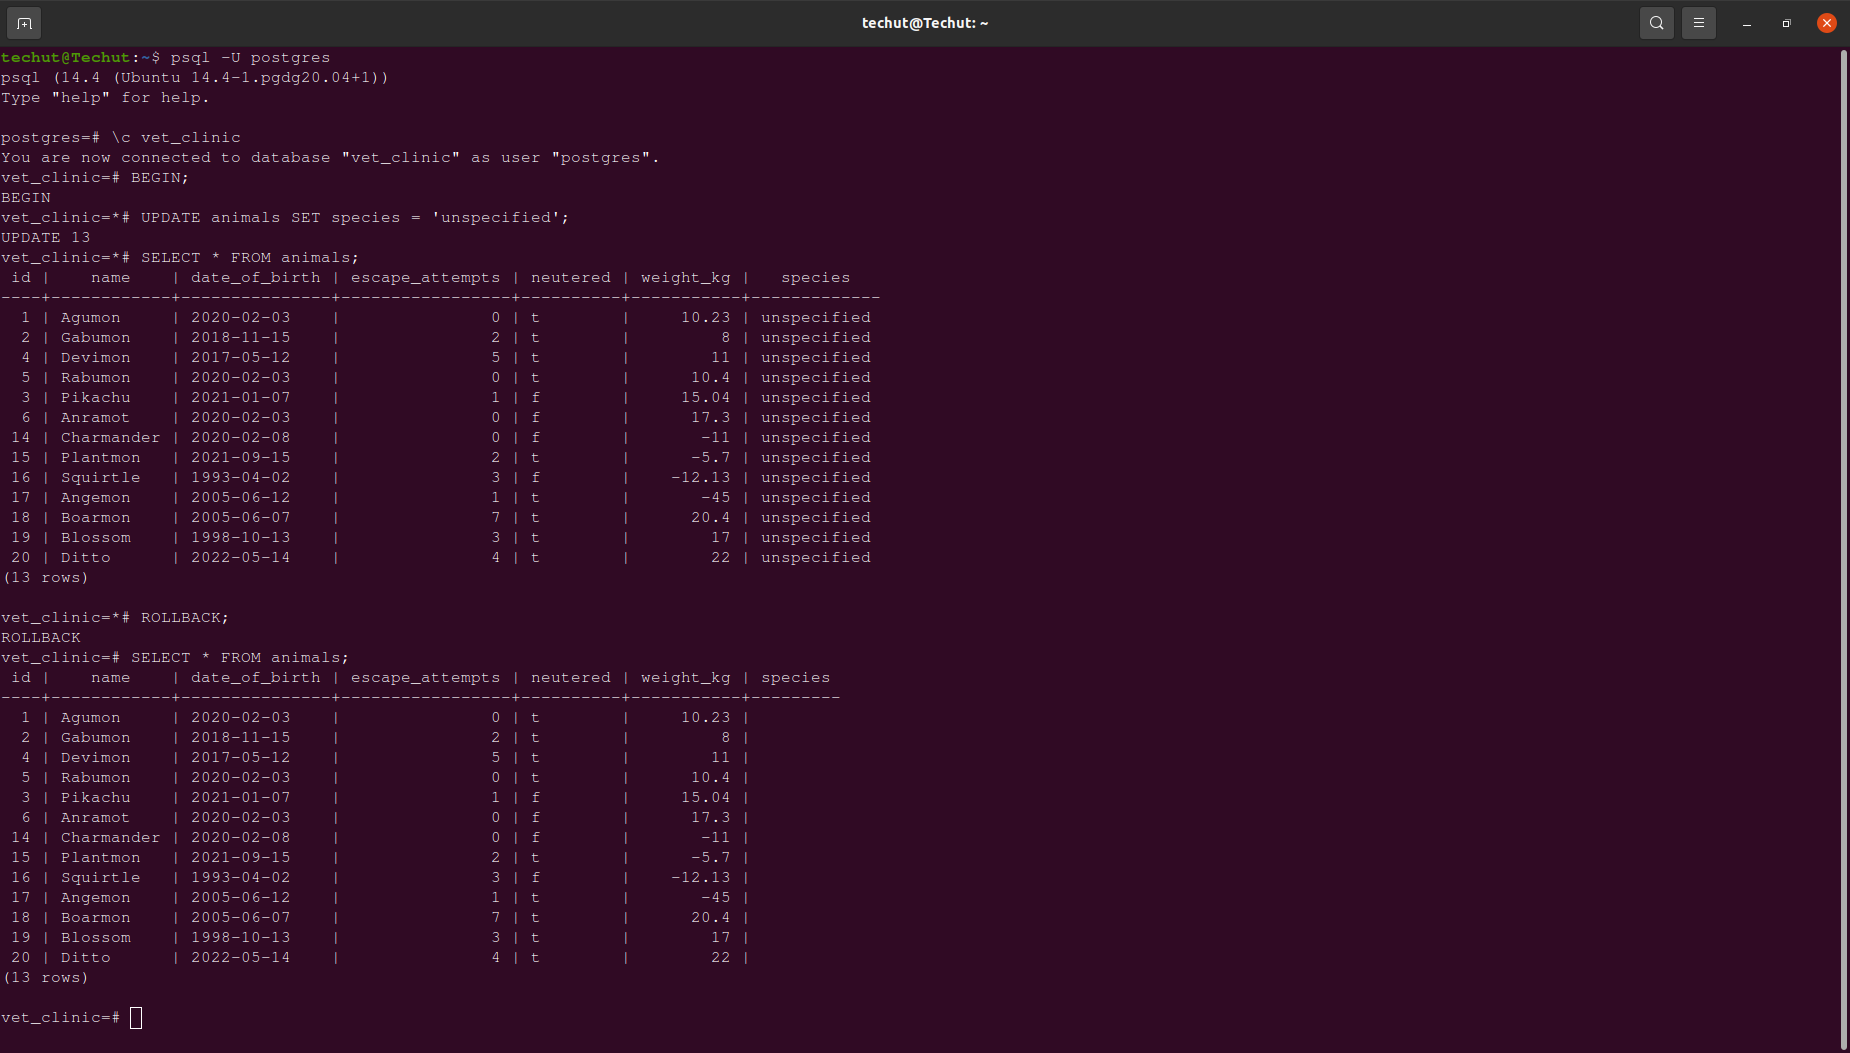 techut@Techut: ~
techut@Techut:~$ psql -U postgres
psql (14.4 (Ubuntu 14.4-1.pgdg20.04+1))
Type "help" for help.

postgres=# \c vet_clinic
You are now connected to database "vet_clinic" as user "postgres".
vet_clinic=# BEGIN;
BEGIN
vet_clinic=*# UPDATE animals SET species = 'unspecified';
UPDATE 13
vet_clinic=*# SELECT * FROM animals;
 id |    name    | date_of_birth | escape_attempts | neutered | weight_kg |   species
----+------------+---------------+-----------------+----------+-----------+-------------
  1 | Agumon     | 2020-02-03    |               0 | t        |     10.23 | unspecified
  2 | Gabumon    | 2018-11-15    |               2 | t        |         8 | unspecified
  4 | Devimon    | 2017-05-12    |               5 | t        |        11 | unspecified
  5 | Rabumon    | 2020-02-03    |               0 | t        |      10.4 | unspecified
  3 | Pikachu    | 2021-01-07    |               1 | f        |     15.04 | unspecified
  6 | Anramot    | 2020-02-03    |               0 | f        |      17.3 | unspecified
 14 | Charmander | 2020-02-08    |               0 | f        |       -11 | unspecified
 15 | Plantmon   | 2021-09-15    |               2 | t        |      -5.7 | unspecified
 16 | Squirtle   | 1993-04-02    |               3 | f        |    -12.13 | unspecified
 17 | Angemon    | 2005-06-12    |               1 | t        |       -45 | unspecified
 18 | Boarmon    | 2005-06-07    |               7 | t        |      20.4 | unspecified
 19 | Blossom    | 1998-10-13    |               3 | t        |        17 | unspecified
 20 | Ditto      | 2022-05-14    |               4 | t        |        22 | unspecified
(13 rows)

vet_clinic=*# ROLLBACK;
ROLLBACK
vet_clinic=# SELECT * FROM animals;
 id |    name    | date_of_birth | escape_attempts | neutered | weight_kg | species
----+------------+---------------+-----------------+----------+-----------+---------
  1 | Agumon     | 2020-02-03    |               0 | t        |     10.23 |
  2 | Gabumon    | 2018-11-15    |               2 | t        |         8 |
  4 | Devimon    | 2017-05-12    |               5 | t        |        11 |
  5 | Rabumon    | 2020-02-03    |               0 | t        |      10.4 |
  3 | Pikachu    | 2021-01-07    |               1 | f        |     15.04 |
  6 | Anramot    | 2020-02-03    |               0 | f        |      17.3 |
 14 | Charmander | 2020-02-08    |               0 | f        |       -11 |
 15 | Plantmon   | 2021-09-15    |               2 | t        |      -5.7 |
 16 | Squirtle   | 1993-04-02    |               3 | f        |    -12.13 |
 17 | Angemon    | 2005-06-12    |               1 | t        |       -45 |
 18 | Boarmon    | 2005-06-07    |               7 | t        |      20.4 |
 19 | Blossom    | 1998-10-13    |               3 | t        |        17 |
 20 | Ditto      | 2022-05-14    |               4 | t        |        22 |
(13 rows)

vet_clinic=#